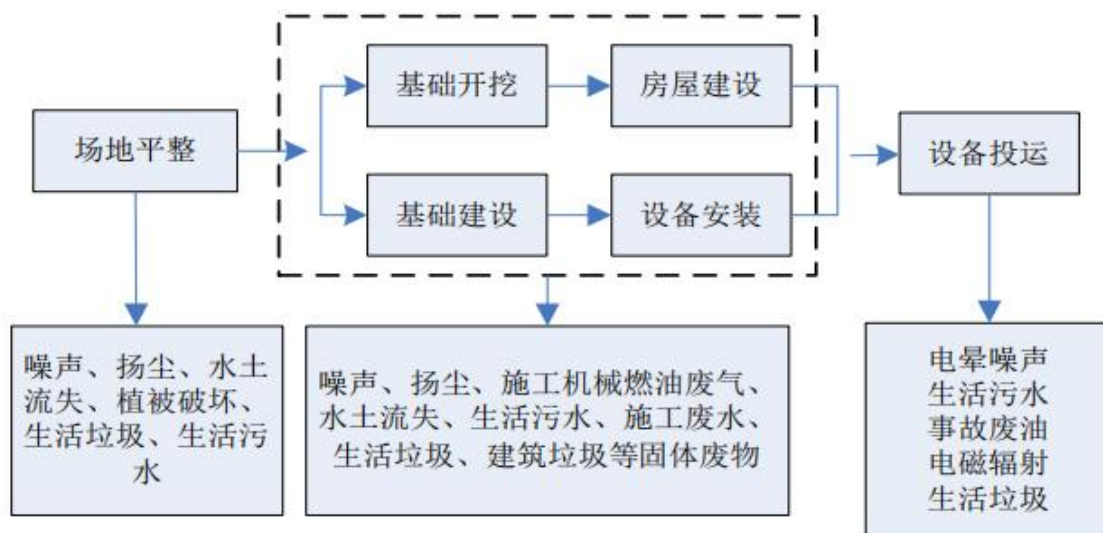 基础开挖
房屋建设
场地平整
设备投运
基础建设
设备安装
噪声、扬尘、水土
流失、植被破坏、
生活垃圾、生活污
水
噪声、扬尘、施工机械燃油废气、
水土流失、生活污水、施工废水、
生活垃圾、建筑垃圾等固体废物
电晕噪声
生活污水
事故废油
电磁辐射
生活垃圾